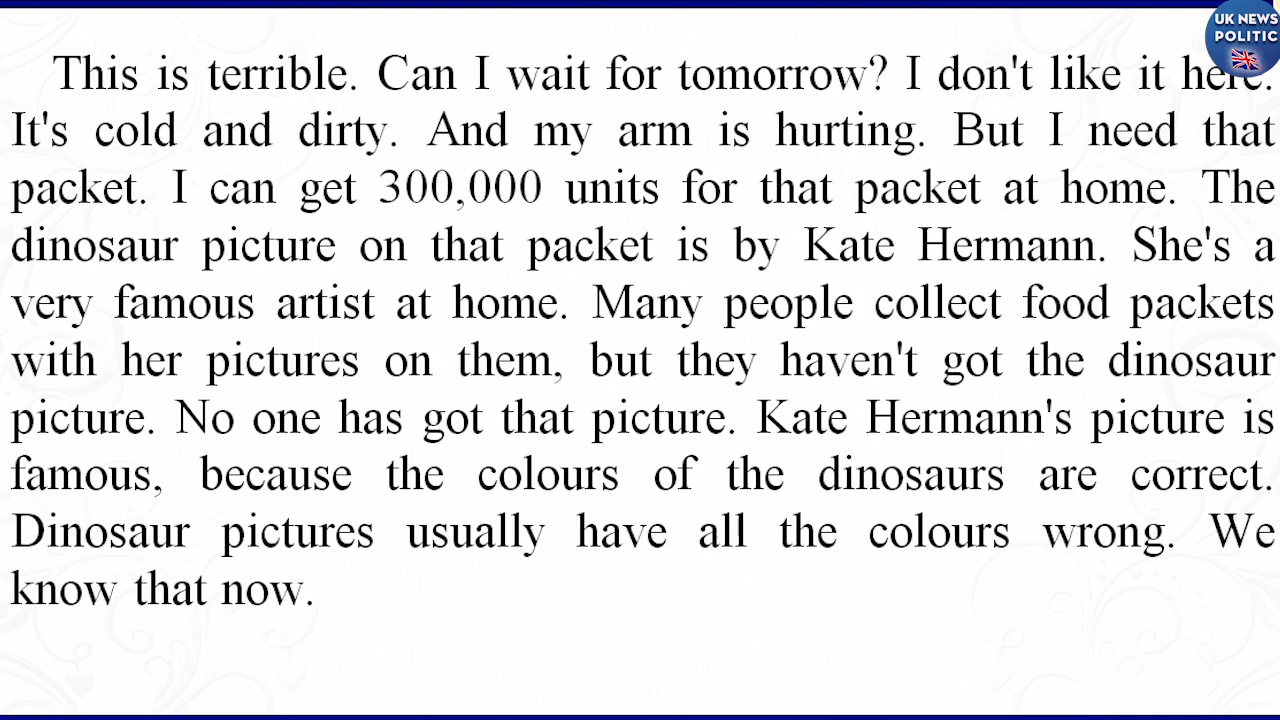 UK NEWS
POLITIC
This is terrible. Can I wait for tomorrow? I don't like it here.
It's cold and dirty. And my arm is hurting. But I need that
packet. I can get 300,000 units for that packet at home. The
dinosaur picture on that packet is by Kate Hermann. She's a
very famous artist at home. Many people collect food packets
with her pictures on them, but they haven't got the dinosaur
picture. No one has got that picture. Kate Hermann's picture is
famous, because the colours of the dinosaurs are correct.
Dinosaur pictures usually have all the colours wrong. We
know that now.